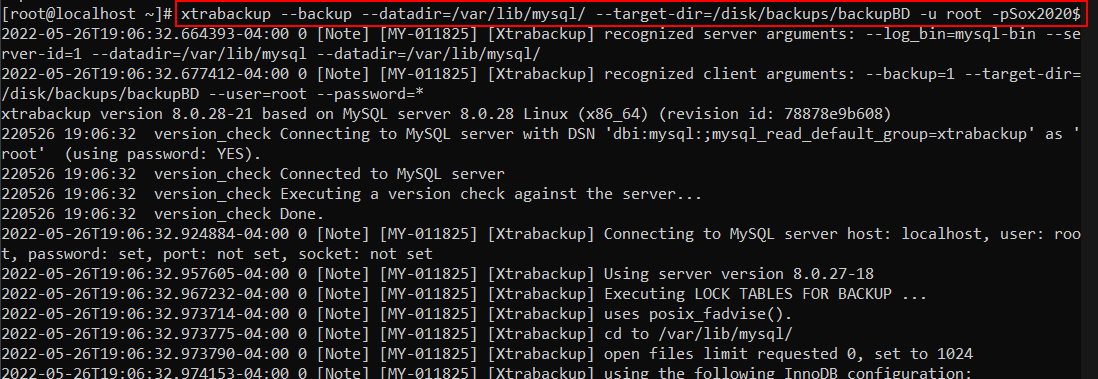 [root@localhost ~]# xtrabackup --backup --datadir=/var/lib/mysql/ --target-dir=/disk/backups/backupBD -u root -pSox2020$
2022-05-26T19:06:32.664393-04:00 0 [Note] [MY-011825] [Xtrabackup] recognized server arguments: --log_bin=mysql-bin --se
rver-id=1 --datadir=/var/lib/mysql --datadir=/var/lib/mysql/
2022-05-26T19:06:32.677412-04:00 0 [Note] [MY-011825] [Xtrabackup] recognized client arguments: --backup=1 --target-dir=
/disk/backups/backupBD --user=root --password=*
xtrabackup version 8.0.28-21 based on MySQL server 8.0.28 Linux (x86_64) (revision id: 78878e9b608)
220526 19:06:32  version_check Connecting to MySQL server with DSN 'dbi:mysql:;mysql_read_default_group=xtrabackup' as '
root'  (using password: YES).
220526 19:06:32  version_check Connected to MySQL server
220526 19:06:32  version_check Executing a version check against the server...
220526 19:06:32  version_check Done.
2022-05-26T19:06:32.924884-04:00 0 [Note] [MY-011825] [Xtrabackup] Connecting to MySQL server host: localhost, user: roo
t, password: set, port: not set, socket: not set
2022-05-26T19:06:32.957605-04:00 0 [Note] [MY-011825] [Xtrabackup] Using server version 8.0.27-18
2022-05-26T19:06:32.967232-04:00 0 [Note] [MY-011825] [Xtrabackup] Executing LOCK TABLES FOR BACKUP ...
2022-05-26T19:06:32.973714-04:00 0 [Note] [MY-011825] [Xtrabackup] uses posix_fadvise().
2022-05-26T19:06:32.973775-04:00 0 [Note] [MY-011825] [Xtrabackup] cd to /var/lib/mysql/
2022-05-26T19:06:32.973790-04:00 0 [Note] [MY-011825] [Xtrabackup] open files limit requested 0, set to 1024
2022-05-26T19:06:32.974153-04:00 0 [Note] [MY-011825] [Xtrabackup] using the following InnoDB configuration: